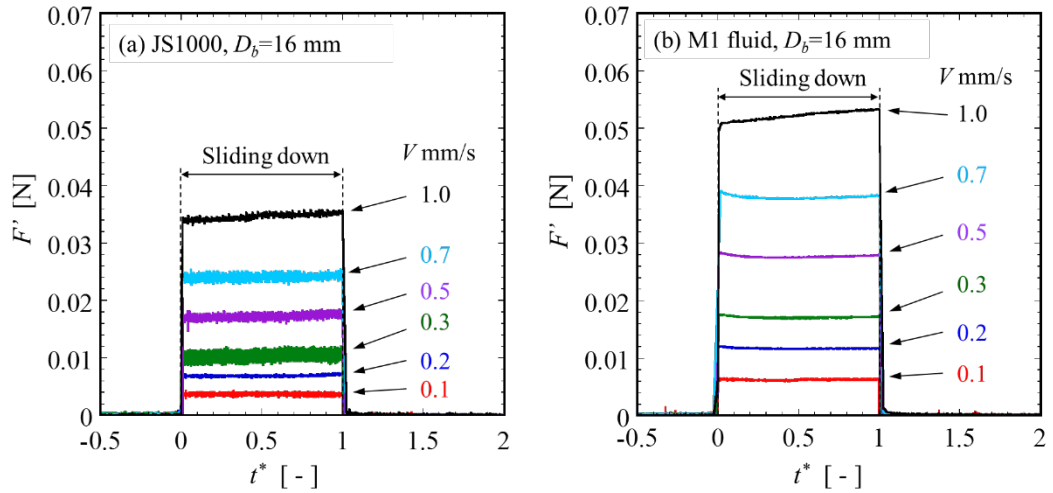 (a) JS1000, D_b=16 mm
F' [N]
0.07
0.06
0.05
0.04
0.03
0.02
0.01
0
Sliding down
V mm/s
1.0
0.7
0.5
0.3
0.2
0.1
-0.5 0 0.5 1 1.5 2
t* [ - ]
(b) M1 fluid, D_b=16 mm
F' [N]
0.07
0.06
0.05
0.04
0.03
0.02
0.01
0
Sliding down
V mm/s
1.0
0.7
0.5
0.3
0.2
0.1
-0.5 0 0.5 1 1.5 2
t* [ - ]